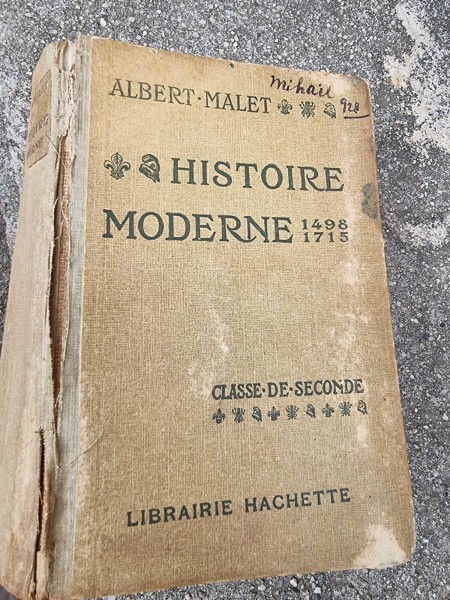 ALBERT·MALET
Mihail
928
HISTOIRE
MODERNE 1498
1715
CLASSE·DE·SECONDE
LIBRAIRIE HACHETTE